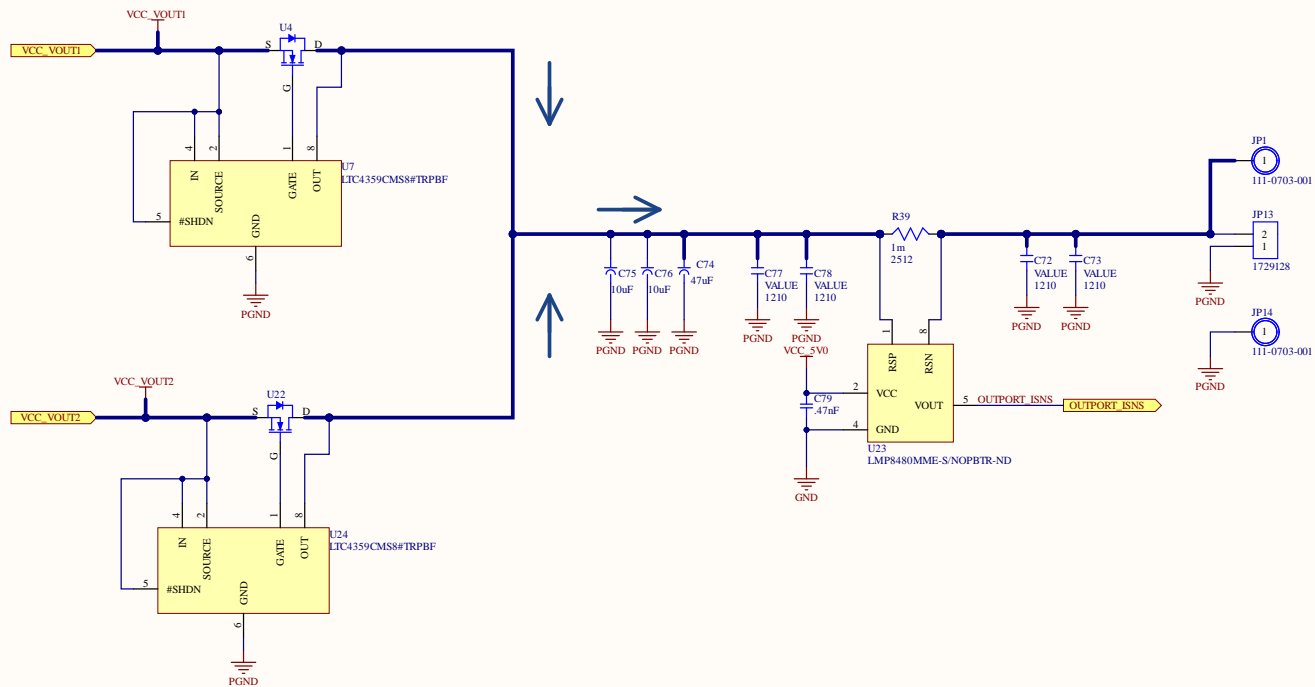 VCC_VOUT1
VCC_VOUT1
U4
S
D
G
4
2
1
8
IN
SOURCE
GATE
OUT
U7
LTC4359CMS8#TRPBF
5
#SHDN
GND
6
PGND
VCC_VOUT2
VCC_VOUT2
U22
S
D
G
4
2
1
8
IN
SOURCE
GATE
OUT
U24
LTC4359CMS8#TRPBF
5
#SHDN
GND
6
PGND
C75
10uF
PGND
C76
10uF
PGND
C74
47uF
PGND
C77
VALUE
1210
PGND
C78
VALUE
1210
PGND
R39
1m
2512
VCC_5V0
C79
.47nF
GND
1
8
RSP
RSN
2
VCC
4
GND
VOUT
5
OUTPORT_ISNS
OUTPORT_ISNS
U23
LMP8480MME-S/NOPBTR-ND
C72
VALUE
1210
PGND
C73
VALUE
1210
PGND
JP1
1
111-0703-001
JP13
2
1
1729128
PGND
JP14
1
111-0703-001
PGND